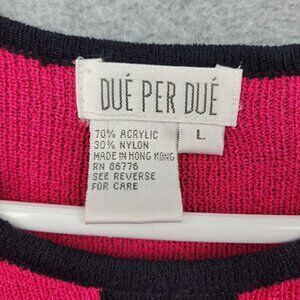 DUÉ PER DUÉ
70% ACRYLIC
30% NYLON
MADE IN HONG KONG
RN 86776
SEE REVERSE
FOR CARE
L